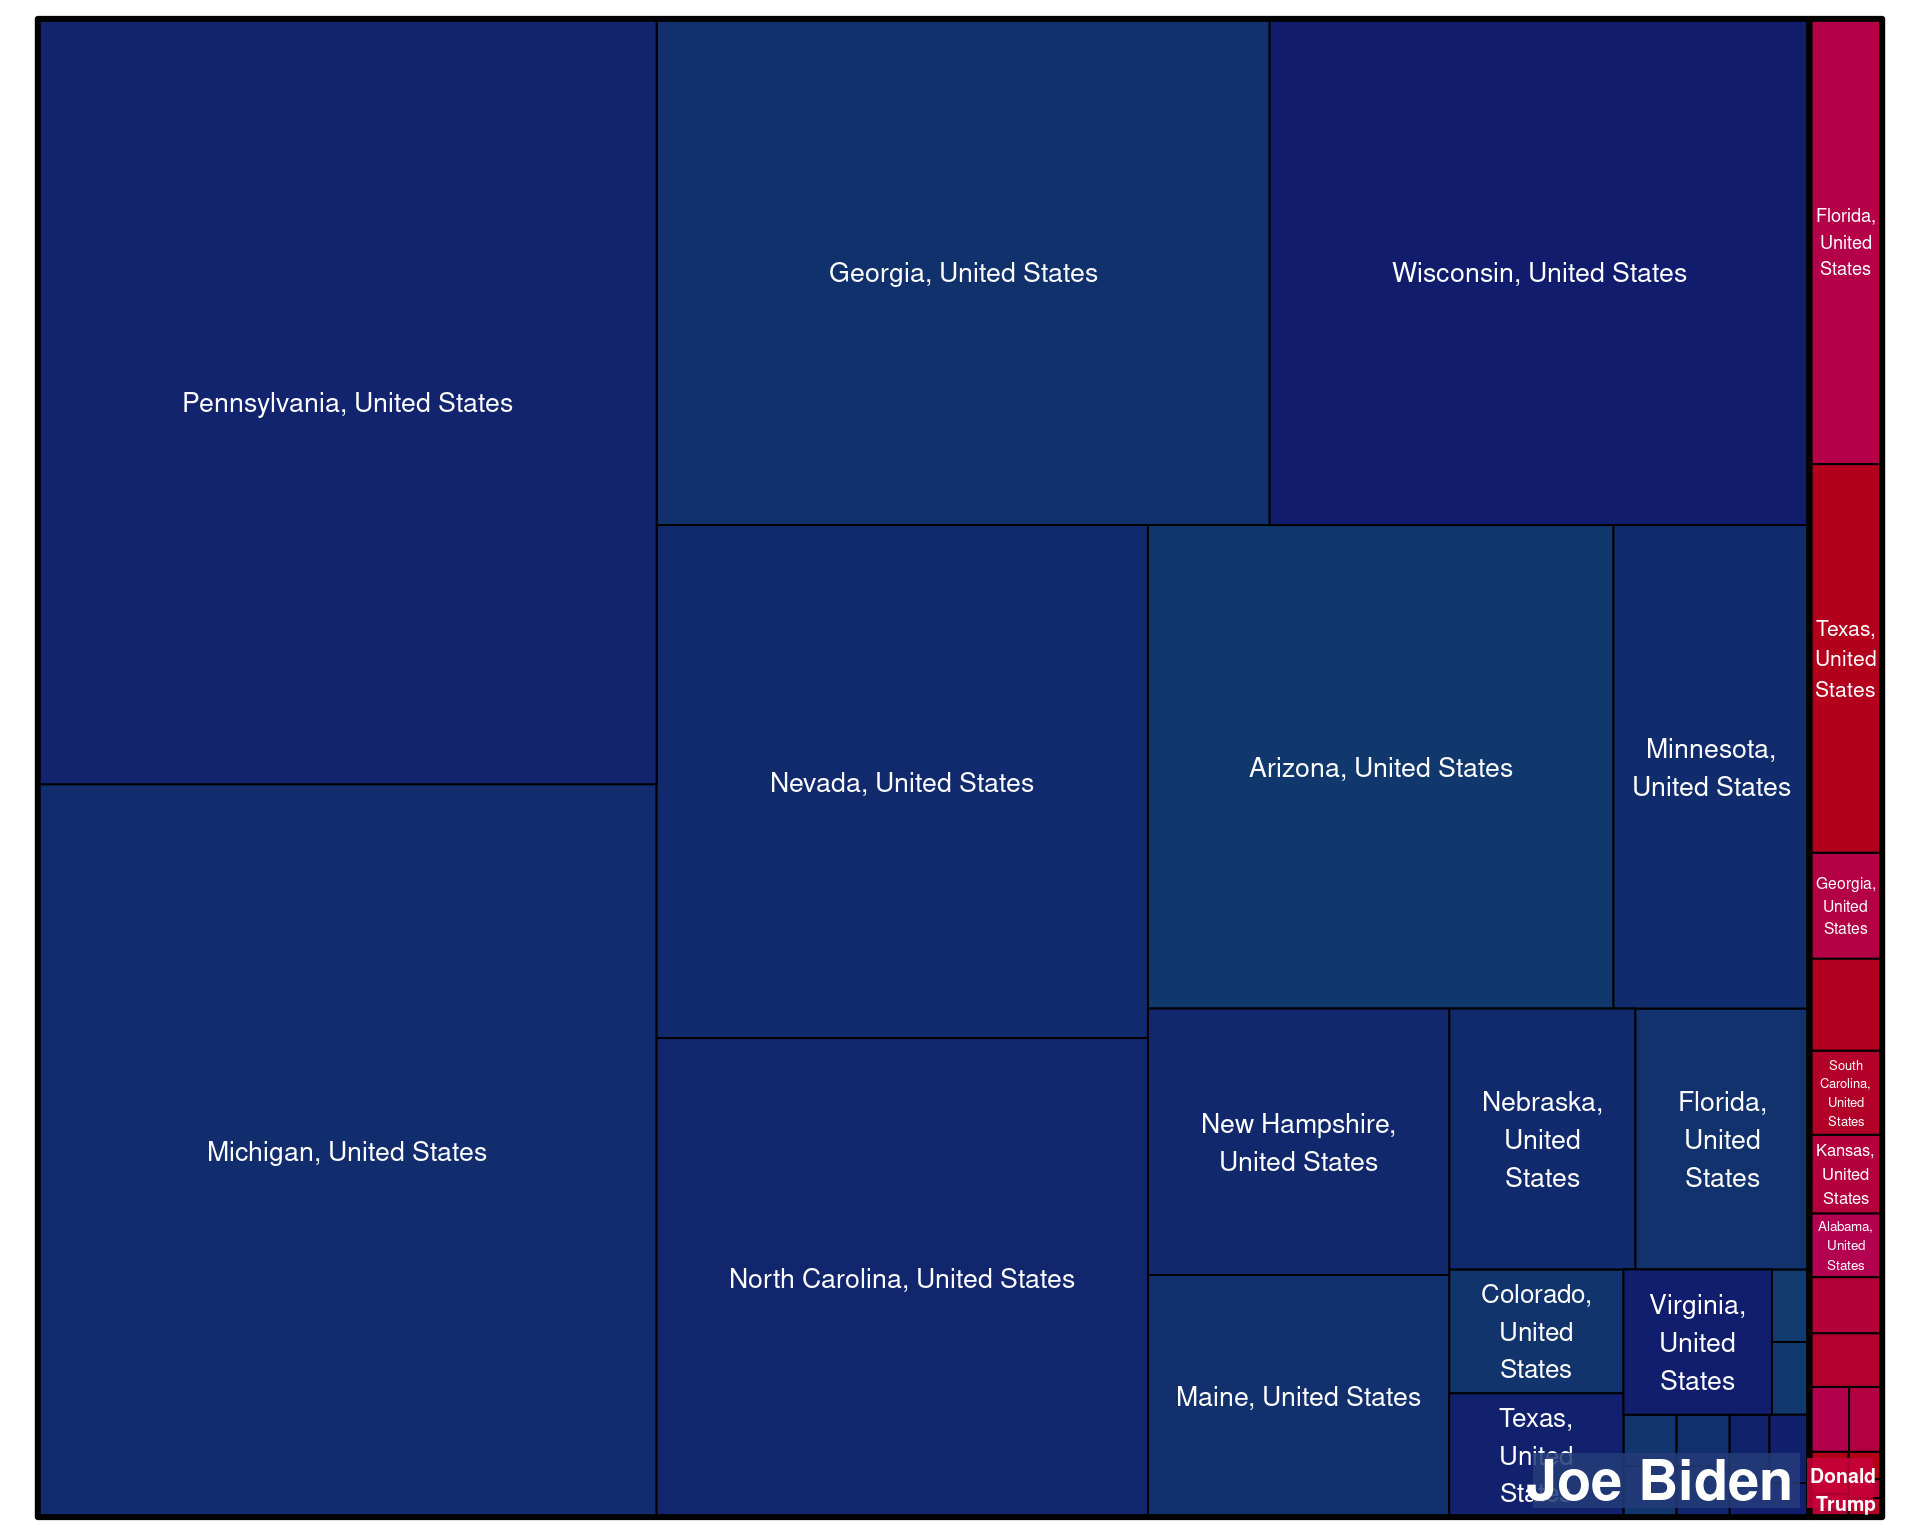 Pennsylvania, United States
Georgia, United States
Wisconsin, United States
Florida,
United
States
Michigan, United States
Nevada, United States
Arizona, United States
Minnesota,
United States
Texas,
United
States
Georgia,
United
States
North Carolina, United States
New Hampshire,
United States
Nebraska,
United
States
Florida,
United
States
South
Carolina,
United
States
Kansas,
United
States
Alabama,
United
States
Maine, United States
Colorado,
United
States
Virginia,
United
States
Texas,
United
States
Joe Biden
Donald
Trump